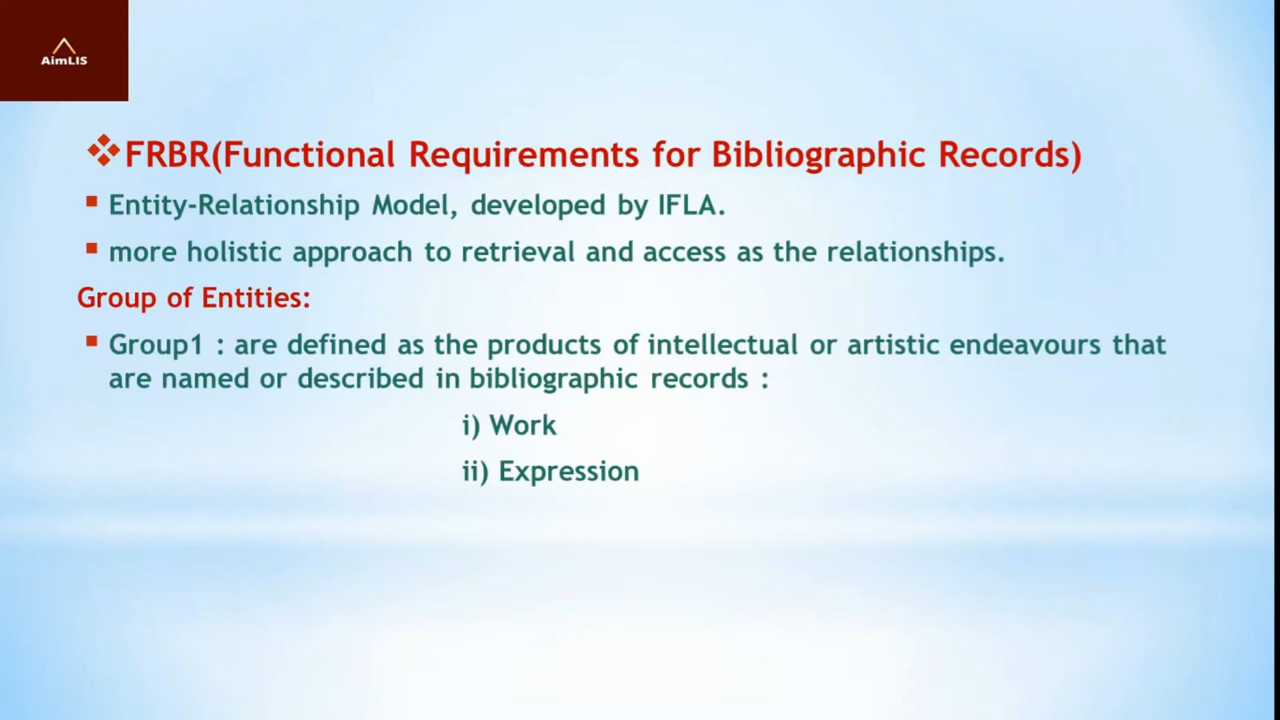 AimLIS
❖FRBR(Functional Requirements for Bibliographic Records)
▪ Entity-Relationship Model, developed by IFLA.
▪ more holistic approach to retrieval and access as the relationships.
Group of Entities:
▪ Group1 : are defined as the products of intellectual or artistic endeavours that
are named or described in bibliographic records :
i) Work
ii) Expression